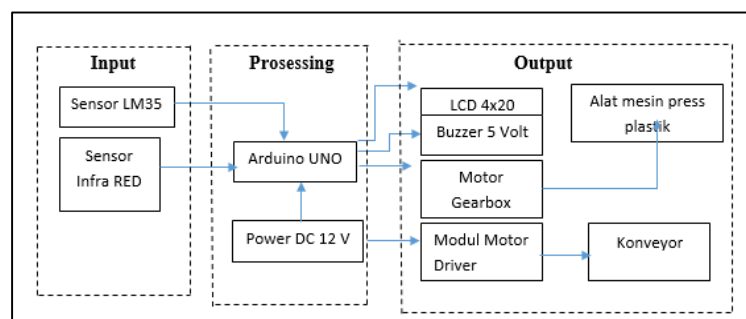 Input
Sensor LM35
Sensor
Infra RED
Prosessing
Arduino UNO
Power DC 12 V
Output
LCD 4x20
Buzzer 5 Volt
Motor
Gearbox
Modul Motor
Driver
Alat mesin press
plastik
Konveyor